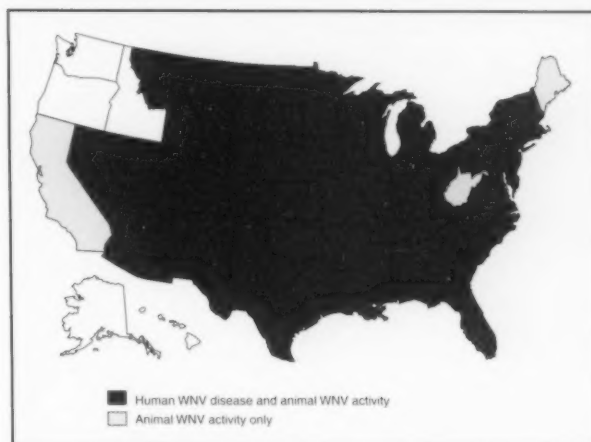 Human WNV disease and animal WNV activity
Animal WNV activity only